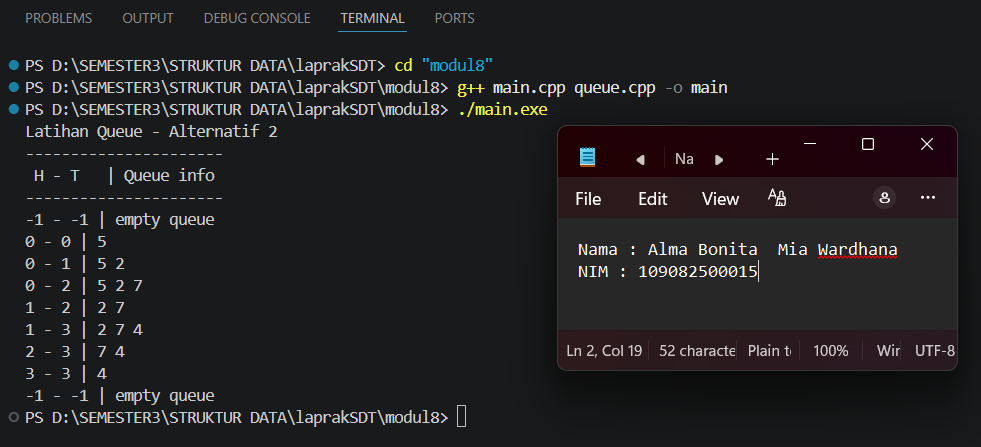 PROBLEMS OUTPUT DEBUG CONSOLE TERMINAL PORTS
PS D:\SEMESTER3\STRUKTUR DATA\laprakSDT> cd "modul8"
PS D:\SEMESTER3\STRUKTUR DATA\laprakSDT\modul8> g++ main.cpp queue.cpp -o main
PS D:\SEMESTER3\STRUKTUR DATA\laprakSDT\modul8> ./main.exe
Latihan Queue - Alternatif 2
----------------------
H - T | Queue info
----------------------
-1 - -1 | empty queue
0 - 0 | 5
0 - 1 | 5 2
0 - 2 | 5 2 7
1 - 2 | 2 7
1 - 3 | 2 7 4
2 - 3 | 7 4
3 - 3 | 4
-1 - -1 | empty queue
PS D:\SEMESTER3\STRUKTUR DATA\laprakSDT\modul8>
Na
File Edit View
Nama : Alma Bonita  Mia Wardhana
NIM : 109082500015
Ln 2, Col 19 52 characte Plain t 100% Wir UTF-8